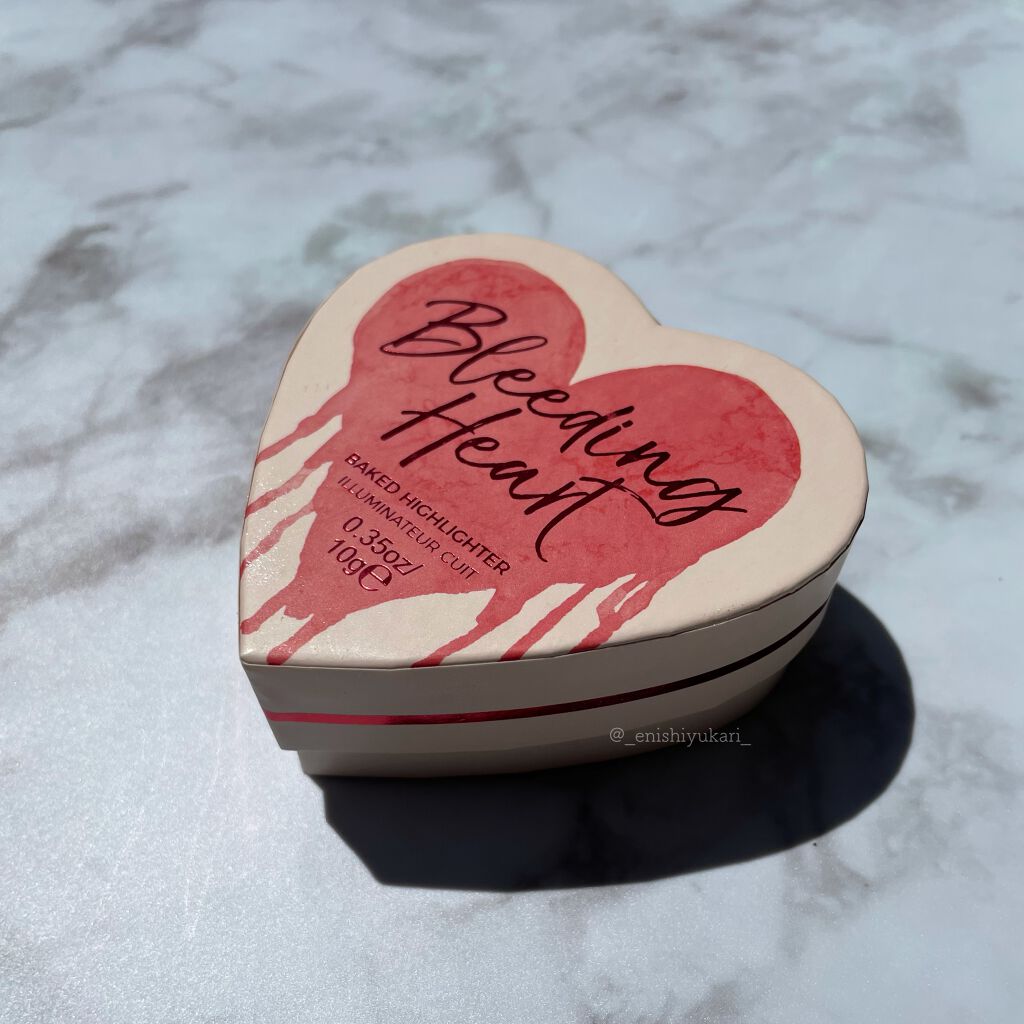 Bleeding
Heart
BAKED HIGHLIGHTER
ILLUMINATEUR CUIT
0.35oz/
10g℮
@_enishiyukari_